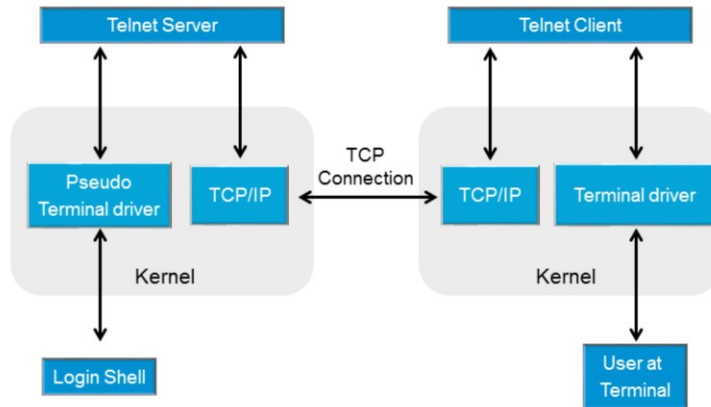 Telnet Server
Telnet Client
TCP
Connection
Pseudo
Terminal driver
TCP/IP
TCP/IP
Terminal driver
Kernel
Kernel
Login Shell
User at
Terminal